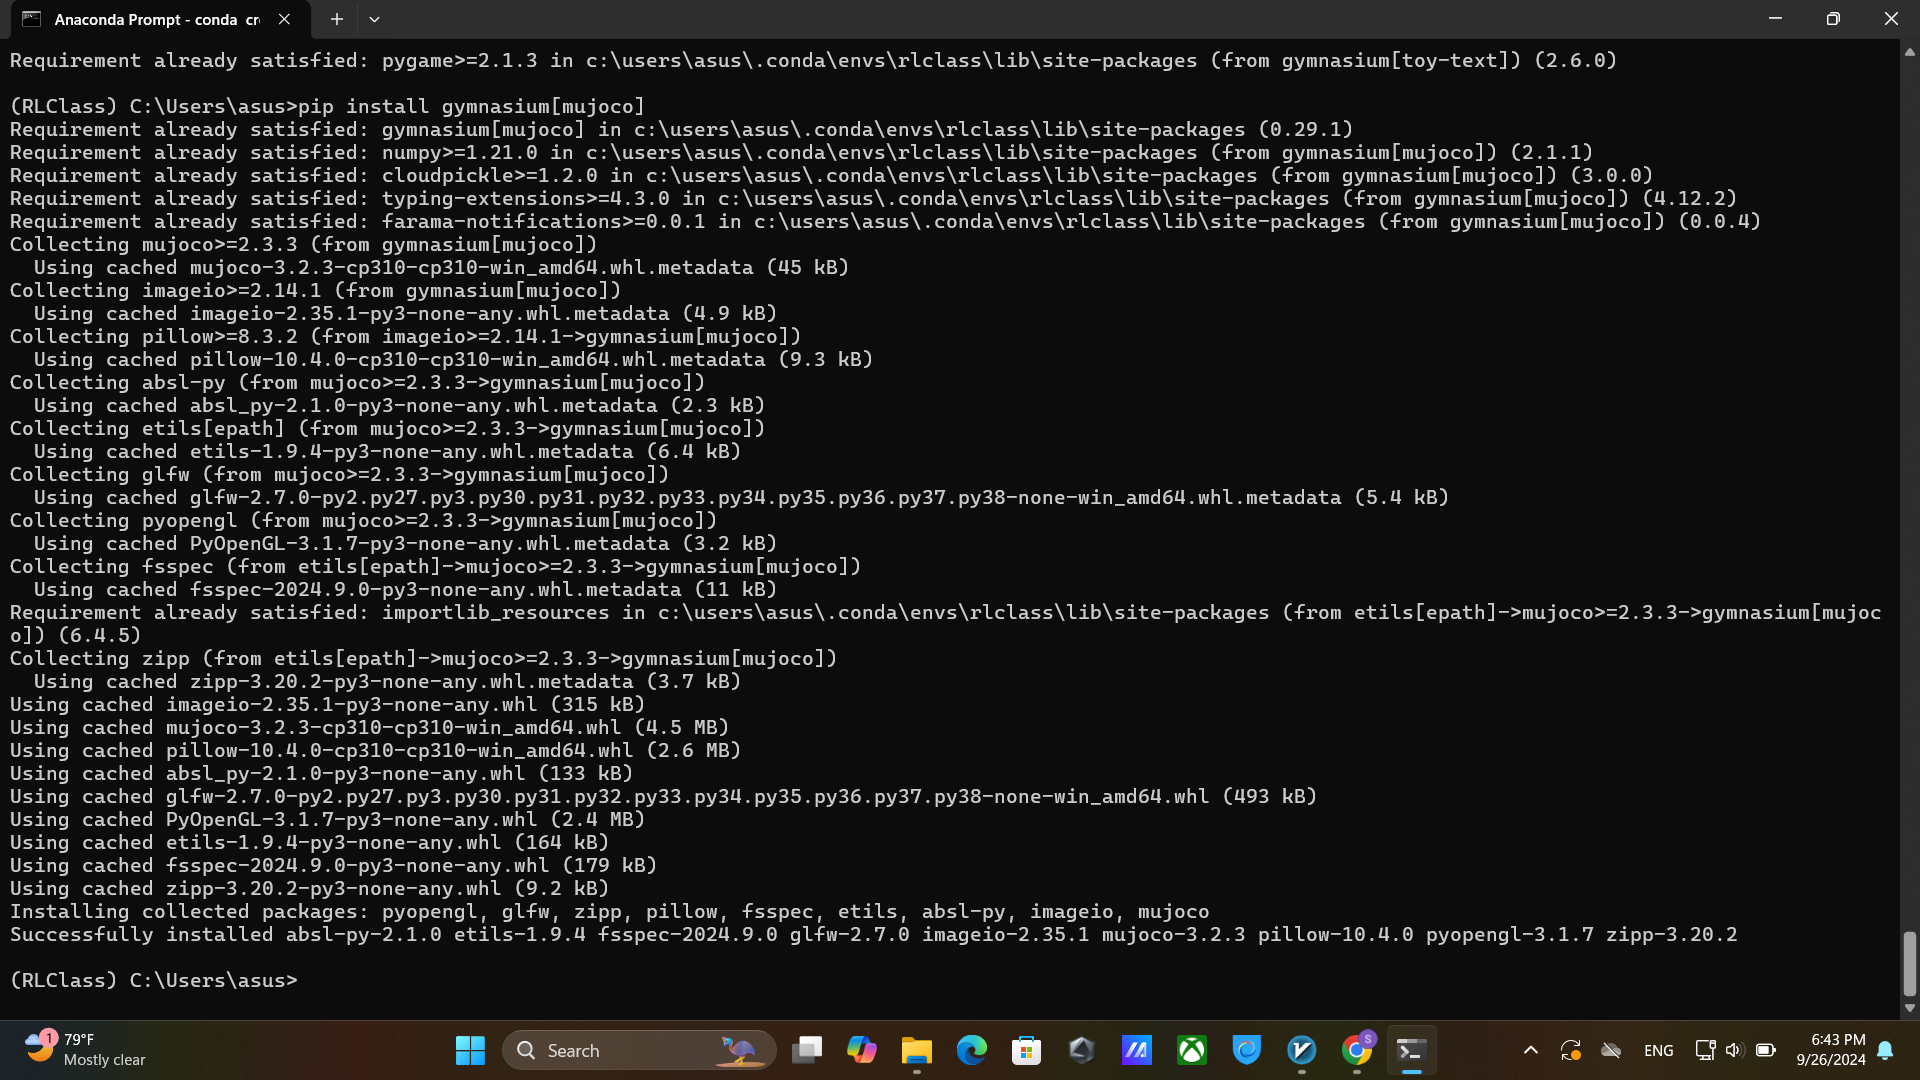 Anaconda Prompt - conda cr
Requirement already satisfied: pygame>=2.1.3 in c:\users\asus\.conda\envs\rlclass\lib\site-packages (from gymnasium[toy-text]) (2.6.0)
(RLClass) C:\Users\asus>pip install gymnasium[mujoco]
Requirement already satisfied: gymnasium[mujoco] in c:\users\asus\.conda\envs\rlclass\lib\site-packages (0.29.1)
Requirement already satisfied: numpy>=1.21.0 in c:\users\asus\.conda\envs\rlclass\lib\site-packages (from gymnasium[mujoco]) (2.1.1)
Requirement already satisfied: cloudpickle>=1.2.0 in c:\users\asus\.conda\envs\rlclass\lib\site-packages (from gymnasium[mujoco]) (3.0.0)
Requirement already satisfied: typing-extensions>=4.3.0 in c:\users\asus\.conda\envs\rlclass\lib\site-packages (from gymnasium[mujoco]) (4.12.2)
Requirement already satisfied: farama-notifications>=0.0.1 in c:\users\asus\.conda\envs\rlclass\lib\site-packages (from gymnasium[mujoco]) (0.0.4)
Collecting mujoco>=2.3.3 (from gymnasium[mujoco])
  Using cached mujoco-3.2.3-cp310-cp310-win_amd64.whl.metadata (45 kB)
Collecting imageio>=2.14.1 (from gymnasium[mujoco])
  Using cached imageio-2.35.1-py3-none-any.whl.metadata (4.9 kB)
Collecting pillow>=8.3.2 (from imageio>=2.14.1->gymnasium[mujoco])
  Using cached pillow-10.4.0-cp310-cp310-win_amd64.whl.metadata (9.3 kB)
Collecting absl-py (from mujoco>=2.3.3->gymnasium[mujoco])
  Using cached absl_py-2.1.0-py3-none-any.whl.metadata (2.3 kB)
Collecting etils[epath] (from mujoco>=2.3.3->gymnasium[mujoco])
  Using cached etils-1.9.4-py3-none-any.whl.metadata (6.4 kB)
Collecting glfw (from mujoco>=2.3.3->gymnasium[mujoco])
  Using cached glfw-2.7.0-py2.py27.py3.py30.py31.py32.py33.py34.py35.py36.py37.py38-none-win_amd64.whl.metadata (5.4 kB)
Collecting pyopengl (from mujoco>=2.3.3->gymnasium[mujoco])
  Using cached PyOpenGL-3.1.7-py3-none-any.whl.metadata (3.2 kB)
Collecting fsspec (from etils[epath]->mujoco>=2.3.3->gymnasium[mujoco])
  Using cached fsspec-2024.9.0-py3-none-any.whl.metadata (11 kB)
Requirement already satisfied: importlib_resources in c:\users\asus\.conda\envs\rlclass\lib\site-packages (from etils[epath]->mujoco>=2.3.3->gymnasium[mujoc
o]) (6.4.5)
Collecting zipp (from etils[epath]->mujoco>=2.3.3->gymnasium[mujoco])
  Using cached zipp-3.20.2-py3-none-any.whl.metadata (3.7 kB)
Using cached imageio-2.35.1-py3-none-any.whl (315 kB)
Using cached mujoco-3.2.3-cp310-cp310-win_amd64.whl (4.5 MB)
Using cached pillow-10.4.0-cp310-cp310-win_amd64.whl (2.6 MB)
Using cached absl_py-2.1.0-py3-none-any.whl (133 kB)
Using cached glfw-2.7.0-py2.py27.py3.py30.py31.py32.py33.py34.py35.py36.py37.py38-none-win_amd64.whl (493 kB)
Using cached PyOpenGL-3.1.7-py3-none-any.whl (2.4 MB)
Using cached etils-1.9.4-py3-none-any.whl (164 kB)
Using cached fsspec-2024.9.0-py3-none-any.whl (179 kB)
Using cached zipp-3.20.2-py3-none-any.whl (9.2 kB)
Installing collected packages: pyopengl, glfw, zipp, pillow, fsspec, etils, absl-py, imageio, mujoco
Successfully installed absl-py-2.1.0 etils-1.9.4 fsspec-2024.9.0 glfw-2.7.0 imageio-2.35.1 mujoco-3.2.3 pillow-10.4.0 pyopengl-3.1.7 zipp-3.20.2
(RLClass) C:\Users\asus>
1
79°F
Mostly clear
Search
S
ENG
6:43 PM
9/26/2024